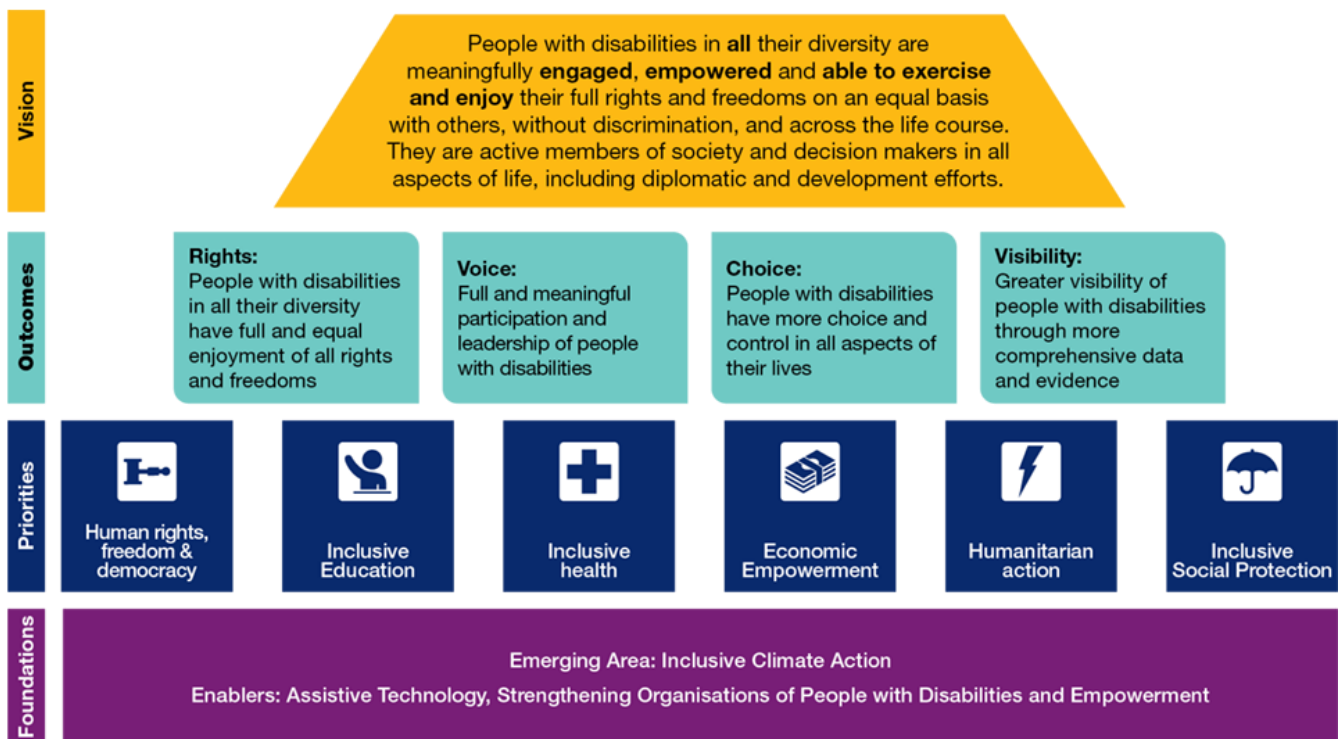 Vision
People with disabilities in all their diversity are
meaningfully engaged, empowered and able to exercise
and enjoy their full rights and freedoms on an equal basis
with others, without discrimination, and across the life course.
They are active members of society and decision makers in all
aspects of life, including diplomatic and development efforts.
Outcomes
Rights:
People with disabilities
in all their diversity
have full and equal
enjoyment of all rights
and freedoms
Voice:
Full and meaningful
participation and
leadership of people
with disabilities
Choice:
People with disabilities
have more choice and
control in all aspects of
their lives
Visibility:
Greater visibility of
people with disabilities
through more
comprehensive data
and evidence
Priorities
Human rights,
freedom &
democracy
Inclusive
Education
Inclusive
health
Economic
Empowerment
Humanitarian
action
Inclusive
Social Protection
Foundations
Emerging Area: Inclusive Climate Action
Enablers: Assistive Technology, Strengthening Organisations of People with Disabilities and Empowerment